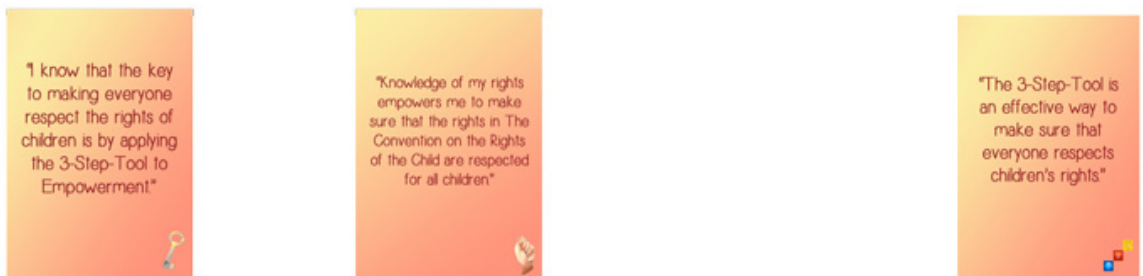 "I know that the key
to making everyone
respect the rights of
children is by applying
the 3-Step-Tool to
Empowerment."
"Knowledge of my rights
empowers me to make
sure that the rights in The
Convention on the Rights
of the Child are respected
for all children."
"The 3-Step-Tool is
an effective way to
make sure that
everyone respects
children's rights."